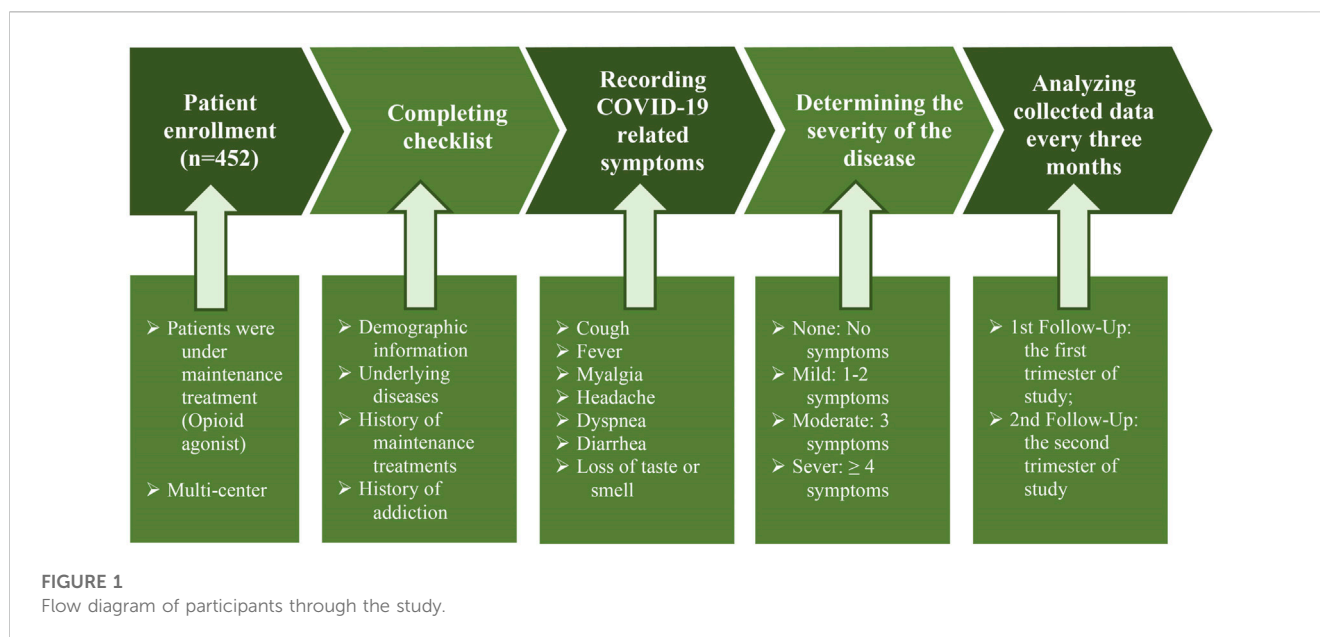 Patient
enrollment
(n=452)
Completing
checklist
Recording
COVID-19
related
symptoms
Determining the
severity of the
disease
Analyzing
collected data
every three
months
➢ Patients were
under
maintenance
treatment
(Opioid
agonist)
➢ Multi-center
➢ Demographic
information
➢ Underlying
diseases
➢ History of
maintenance
treatments
➢ History of
addiction
➢ Cough
➢ Fever
➢ Myalgia
➢ Headache
➢ Dyspnea
➢ Diarrhea
➢ Loss of taste or
smell
➢ None: No
symptoms
➢ Mild: 1-2
symptoms
➢ Moderate: 3
symptoms
➢ Sever: ≥ 4
symptoms
➢ 1st Follow-Up:
the first
trimester of
study;
➢ 2nd Follow-Up:
the second
trimester of
study
FIGURE 1
Flow diagram of participants through the study.